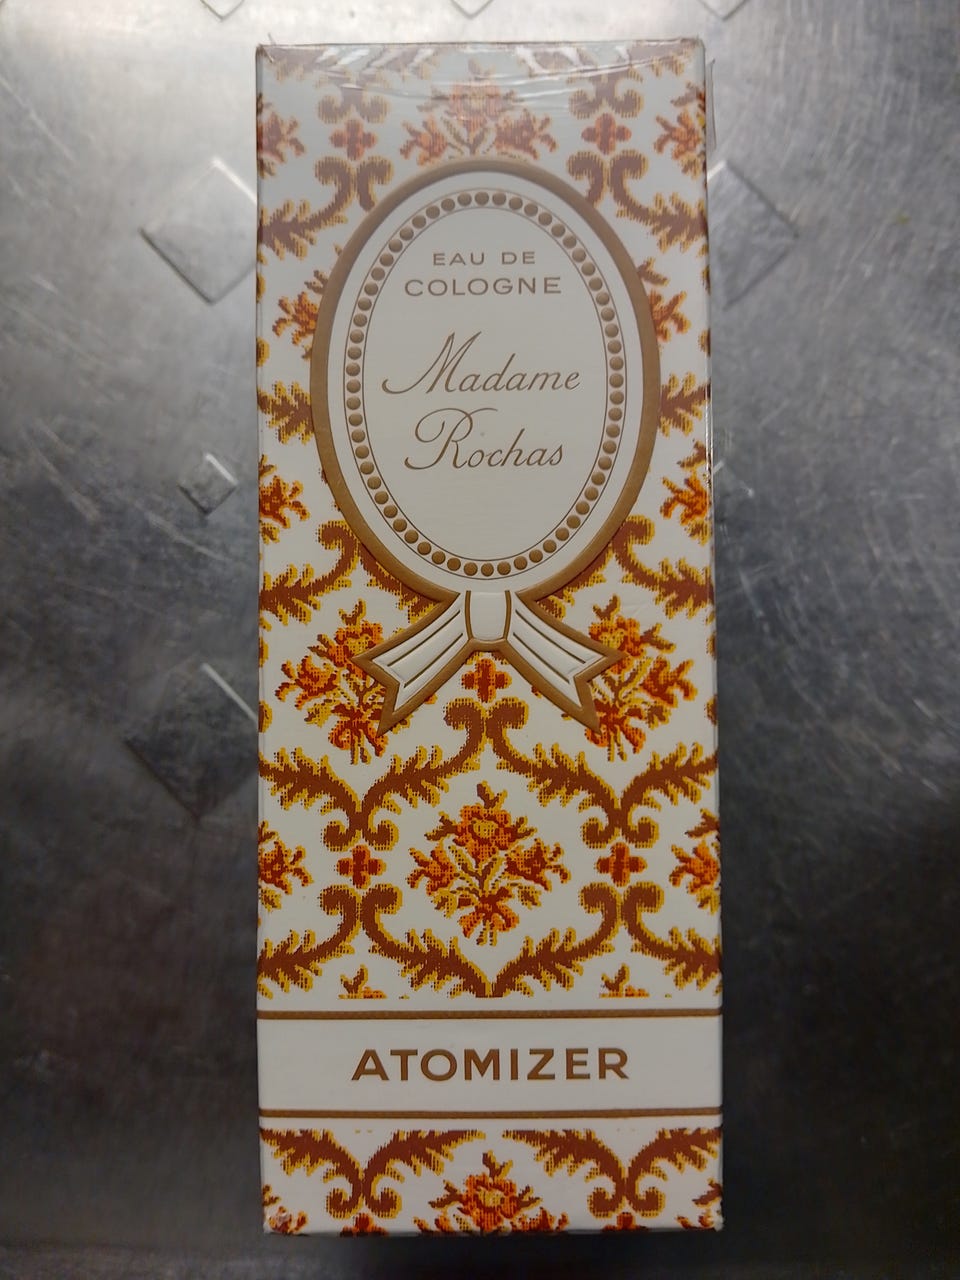 EAU DE
COLOGNE
Madame
Rochas
ATOMIZER